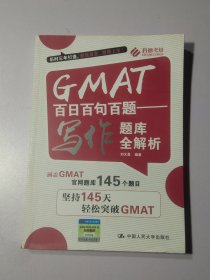 GMAT
百日百句百题——
写作
题库
全解析
涵盖GMAT
官网题库145个题目
坚持145天
轻松突破GMAT
中国人民大学出版社